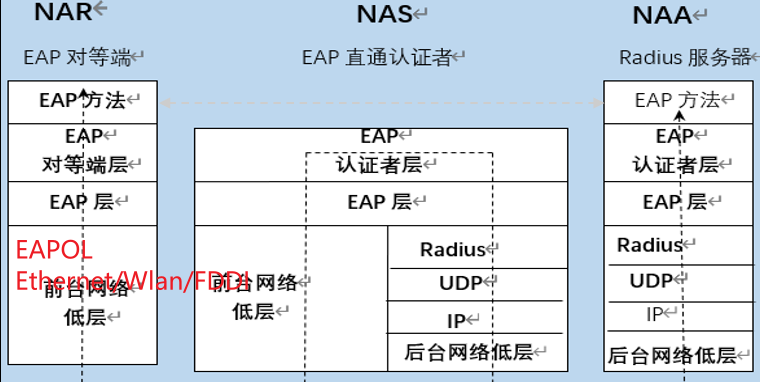 NAR←
EAP 对等端↵
EAP 方法↵
EAP↵
对等端层↵
EAP 层↵
EAPOL
Ethernet/Wlan/FDDI
前台网络
低层↵
NAS↵
EAP 直通认证者↵
EAP↵
认证者层↵
EAP 层↵
前台网络↵
低层↵
Radius↵
UDP↵
IP↵
后台网络低层↵
NAA↵
Radius 服务器↵
EAP 方法↵
EAP↵
认证者层↵
EAP 层↵
Radius↵
UDP↵
IP↵
后台网络低层↵